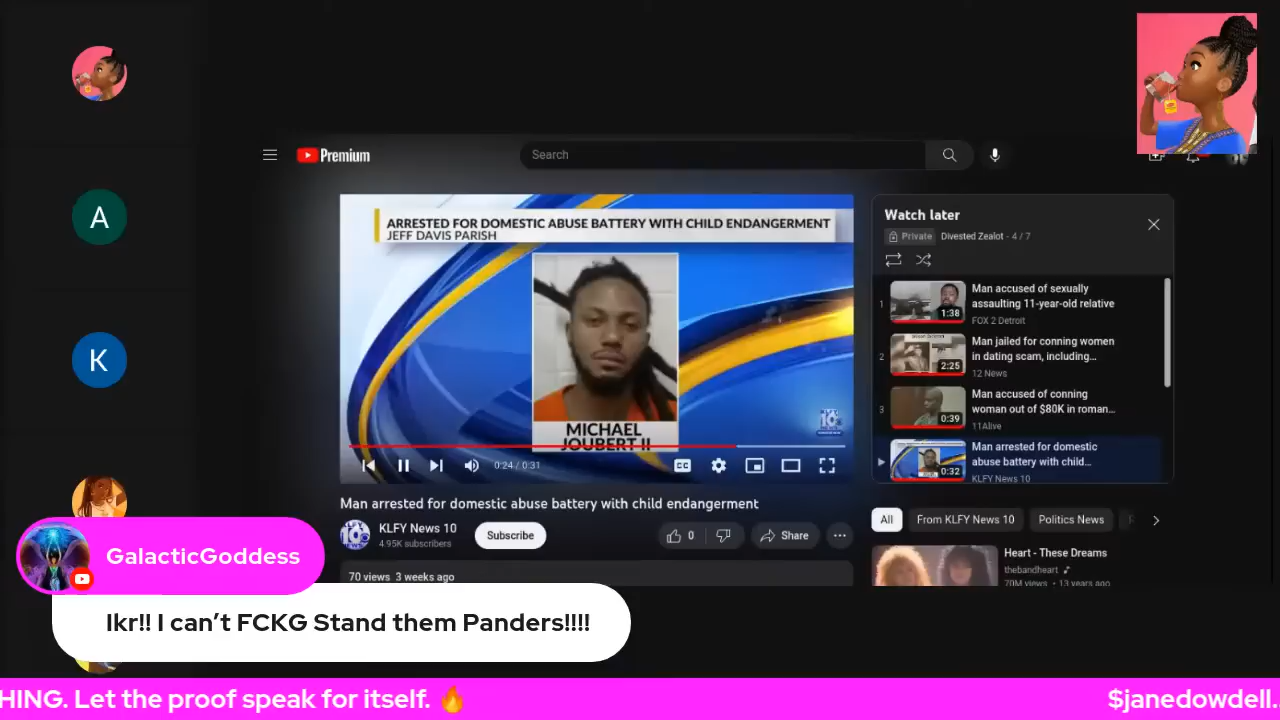 Premium
Search
ARRESTED FOR DOMESTIC ABUSE BATTERY WITH CHILD ENDANGERMENT
JEFF DAVIS PARISH
MICHAEL
JOUBERT II
0:24 / 0:31
CC
Man arrested for domestic abuse battery with child endangerment
KLFY News 10
4.95K subscribers
Subscribe
0
Share
70 views 3 weeks ago
Watch later
Private
Divested Zealot - 4 / 7
1
1:38
Man accused of sexually
assaulting 11-year-old relative
FOX 2 Detroit
2
2:25
Man jailed for conning women
in dating scam, including...
12 News
3
0:39
Man accused of conning
woman out of $80K in roman...
11Alive
0:32
Man arrested for domestic
abuse battery with child...
KLFY News 10
All
From KLFY News 10
Politics News
Heart - These Dreams
thebandheart
70M views • 13 years ago
A
K
GalacticGoddess
Ikr!! I can’t FCKG Stand them Panders!!!!
HING. Let the proof speak for itself. 🔥
$janedowdell.